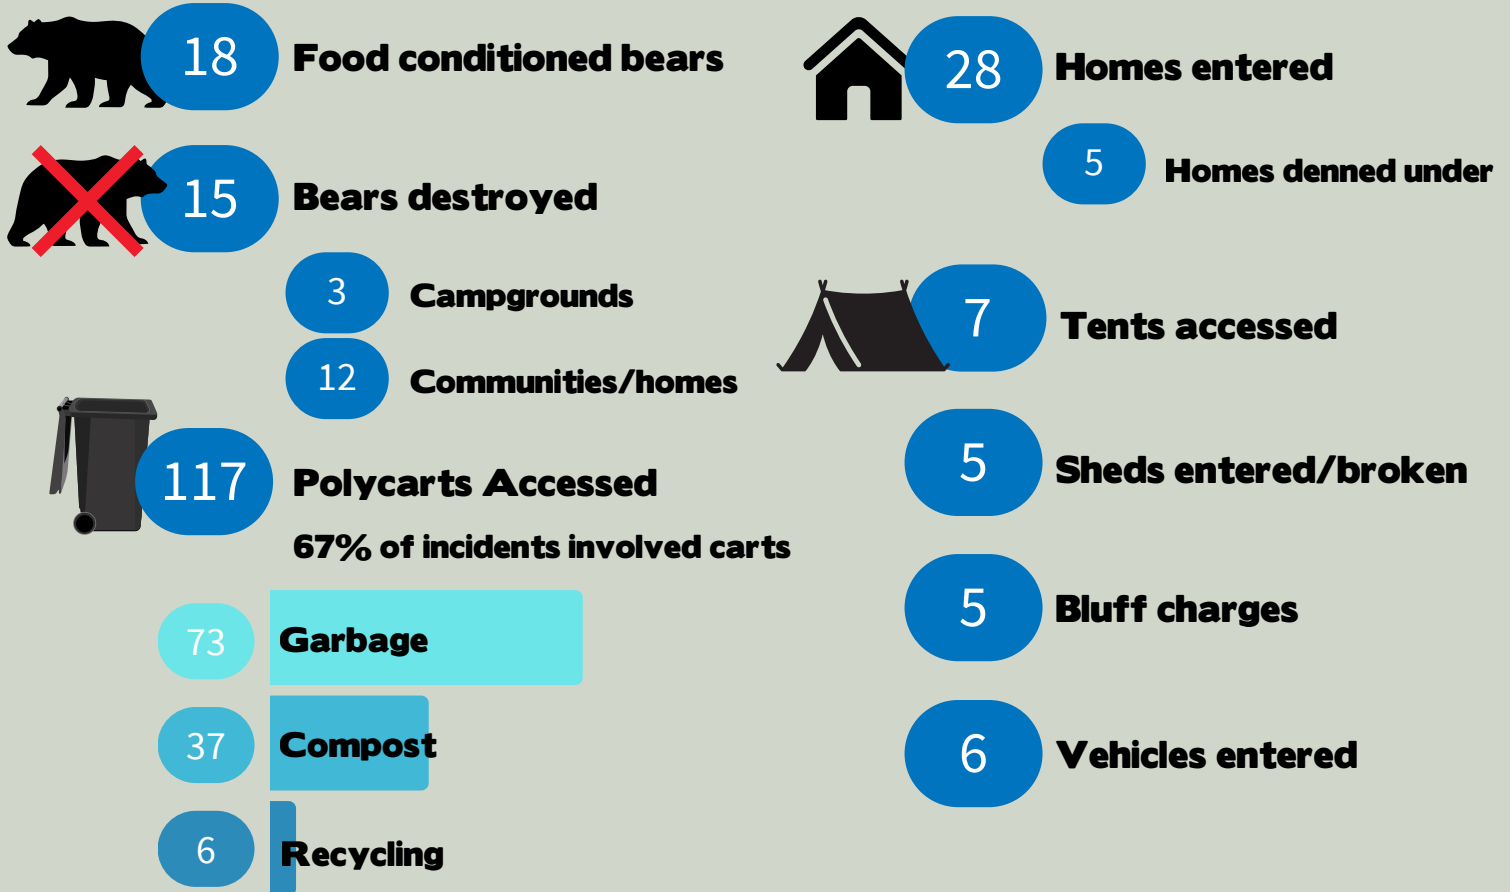 18 Food conditioned bears
15 Bears destroyed
3 Campgrounds
12 Communities/homes
117 Polycarts Accessed
67% of incidents involved carts
73 Garbage
37 Compost
6 Recycling
28 Homes entered
5 Homes denned under
7 Tents accessed
5 Sheds entered/broken
5 Bluff charges
6 Vehicles entered